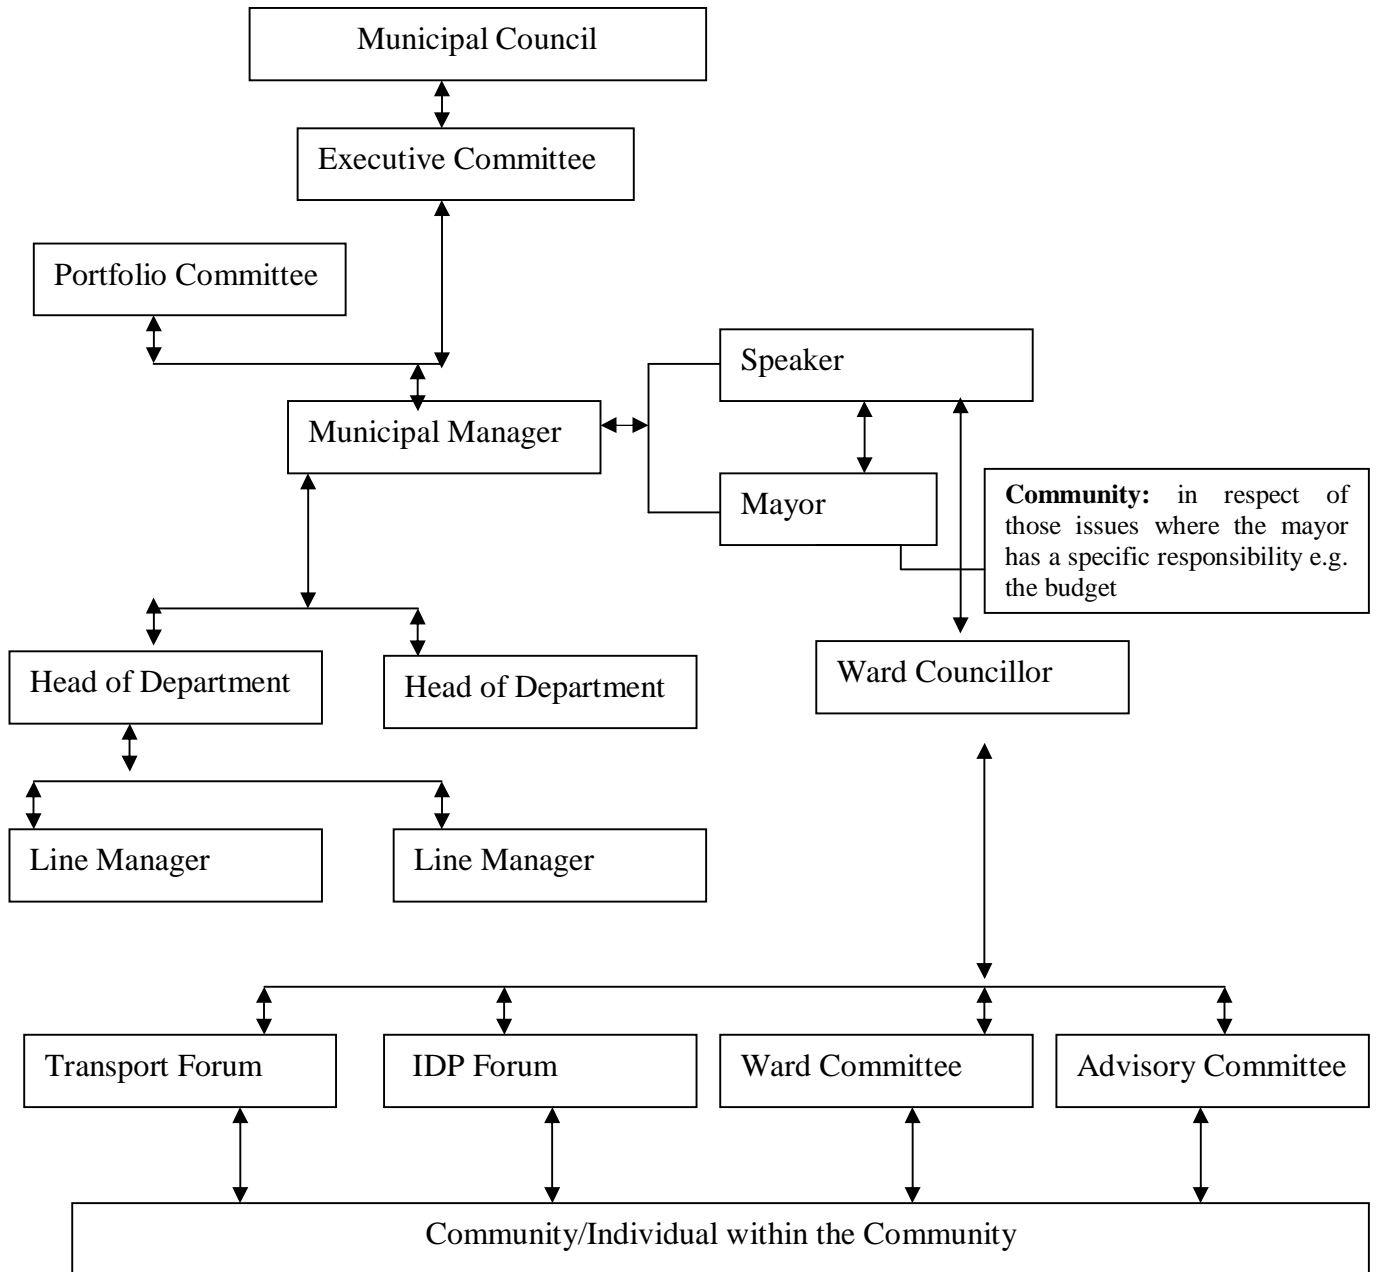 Municipal Council
Executive Committee
Portfolio Committee
Speaker
Municipal Manager
Mayor
Community: in respect of
those issues where the mayor
has a specific responsibility e.g.
the budget
Head of Department
Head of Department
Ward Councillor
Line Manager
Line Manager
Transport Forum
IDP Forum
Ward Committee
Advisory Committee
Community/Individual within the Community